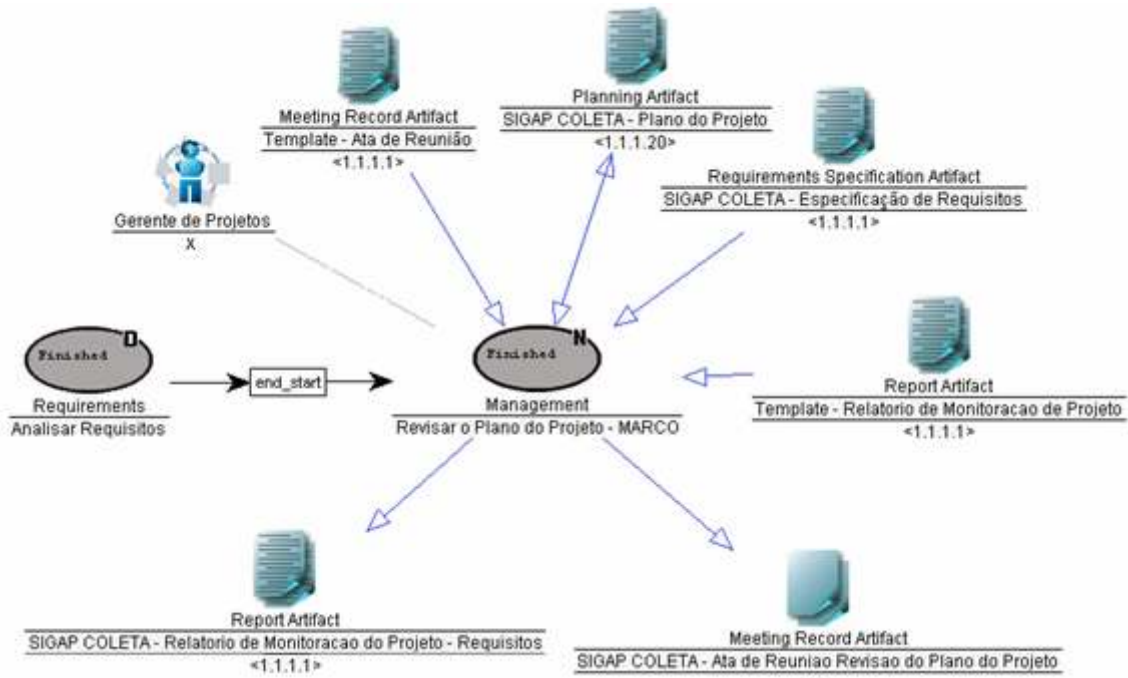 Meeting Record Artifact
Template - Ata de Reunião
<1.1.1.1>
Planning Artifact
SIGAP COLETA - Plano do Projeto
<1.1.1.20>
Requirements Specification Artifact
SIGAP COLETA - Especificação de Requisitos
<1.1.1.1>
Gerente de Projetos
X
Finished
D
Requirements
Analisar Requisitos
end_start
Finished
N
Management
Revisar o Plano do Projeto - MARCO
Report Artifact
Template - Relatorio de Monitoracao de Projeto
<1.1.1.1>
Report Artifact
SIGAP COLETA - Relatorio de Monitoracao do Projeto - Requisitos
<1.1.1.1>
Meeting Record Artifact
SIGAP COLETA - Ata de Reuniao Revisao do Plano do Projeto